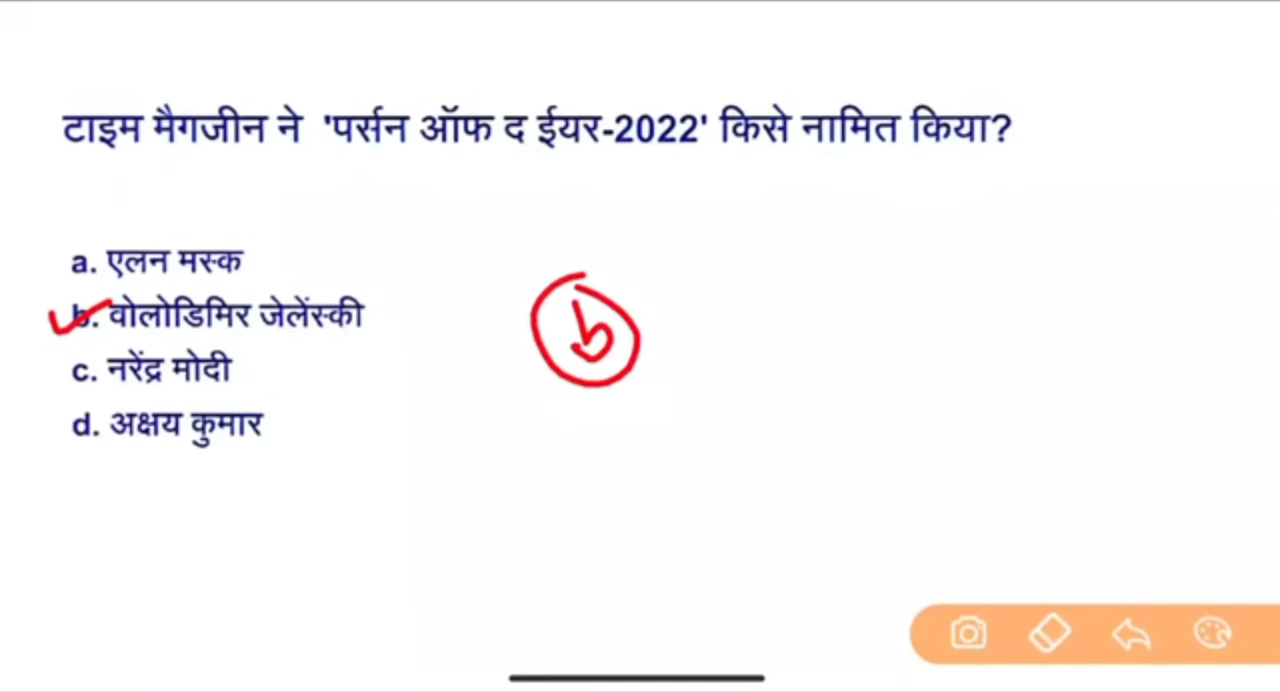 टाइम मैगजीन ने 'पर्सन ऑफ द ईयर-2022' किसे नामित किया?
a. एलन मस्क
b. वोलोडिमिर जेलेंस्की
b
c. नरेंद्र मोदी
d. अक्षय कुमार